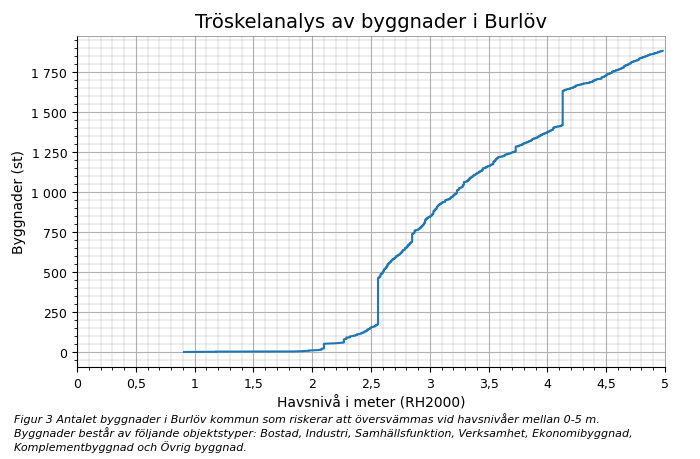 Tröskelanalys av byggnader i Burlöv
Byggnader (st)
1 750
1 500
1 250
1 000
750
500
250
0
0 0,5 1 1,5 2 2,5 3 3,5 4 4,5 5
Havsnivå i meter (RH2000)
Figur 3 Antalet byggnader i Burlöv kommun som riskerar att översvämmas vid havsnivåer mellan 0-5 m.
Byggnader består av följande objektstyper: Bostad, Industri, Samhällsfunktion, Verksamhet, Ekonomibyggnad,
Komplementbyggnad och Övrig byggnad.